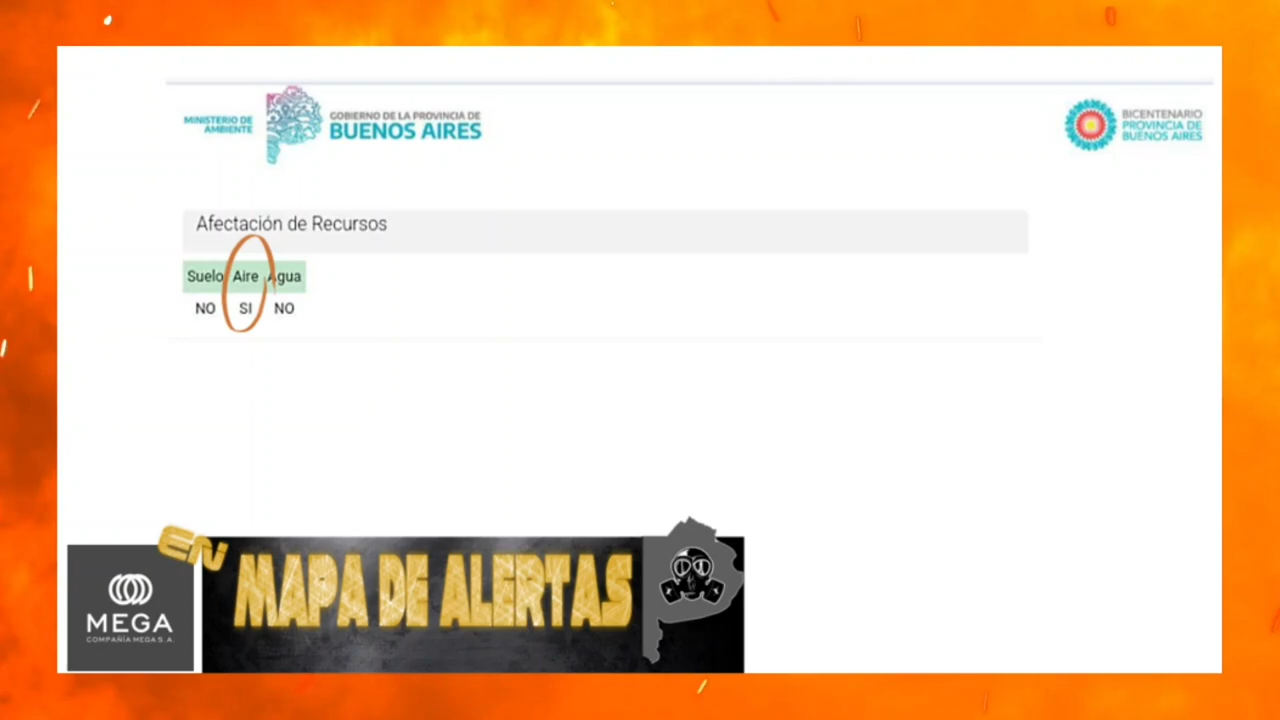 MINISTERIO DE
AMBIENTE
GOBIERNO DE LA PROVINCIA DE
BUENOS AIRES
BICENTENARIO
PROVINCIA DE
BUENOS AIRES
Afectación de Recursos
Suelo Aire Agua
NO SI NO
EN
MAPA DE ALERTAS
MEGA
COMPAÑÍA MEGA S.A.